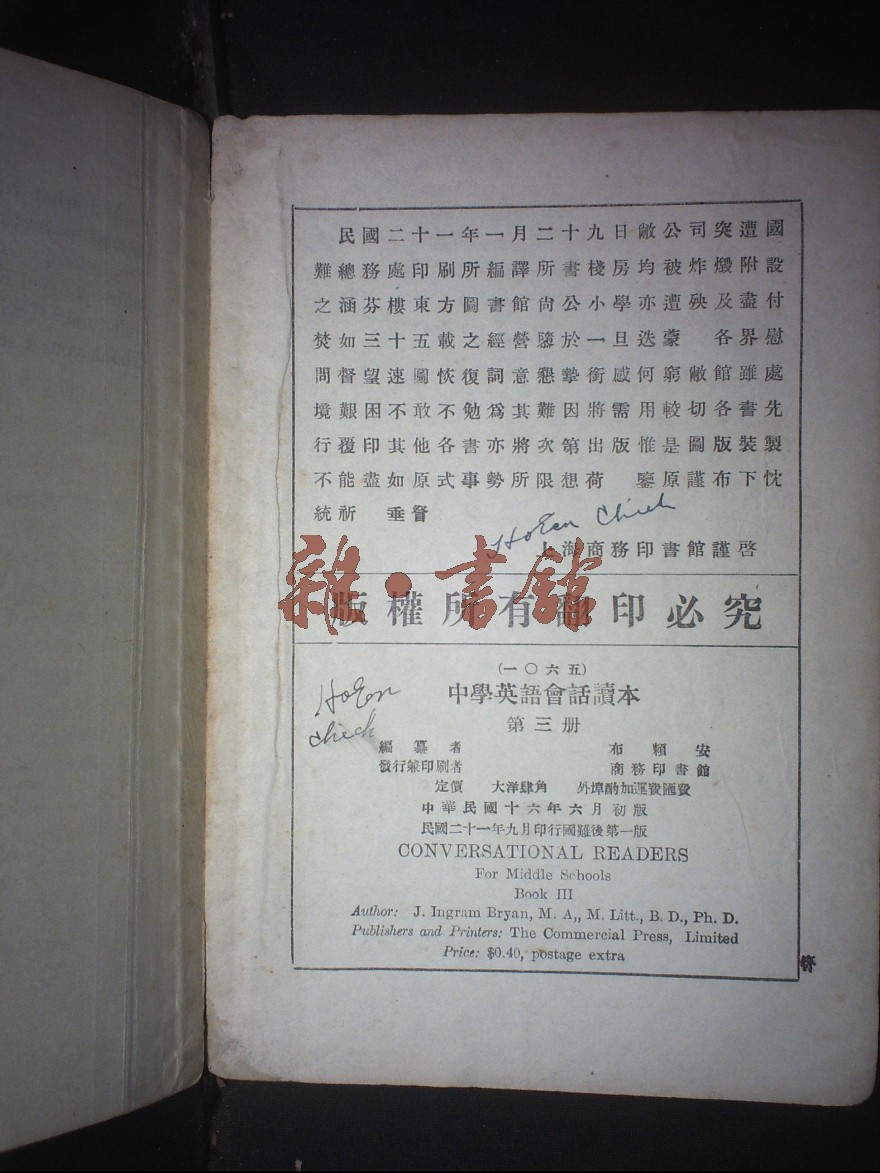 民國二十一年一月二十九日敝公司突遭國
難總務處印刷所編譯所書棧房均被炸燬附設
之涵芬樓東方圖書館尙公小學亦遭殃及盡付
焚如三十五載之經營隳於一旦迭蒙 各界慰
問督望速圖恢復詞意懇摯銜感何窮敝館雖處
境艱困不敢不勉爲其難因將需用較切各書先
行覆印其他各書亦將次第出版惟是圖版裝製
不能盡如原式事勢所限想荷 鑒原謹布下忱
統祈 垂詧
HoEen Chieh
上海商務印書館謹啓
雜·書館
版權所有翻印必究
(一〇六五)
中學英語會話讀本
HoEen
chieh
第三册
編纂者 布賴安
發行兼印刷者 商務印書館
定價 大洋肆角 外埠酌加運費匯費
中華民國十六年六月初版
民國二十一年九月印行國難後第一版
CONVERSATIONAL READERS
For Middle Schools
Book III
Author: J. Ingram Bryan, M. A., M. Litt., B. D., Ph. D.
Publishers and Printers: The Commercial Press, Limited
Price: $0.40, postage extra